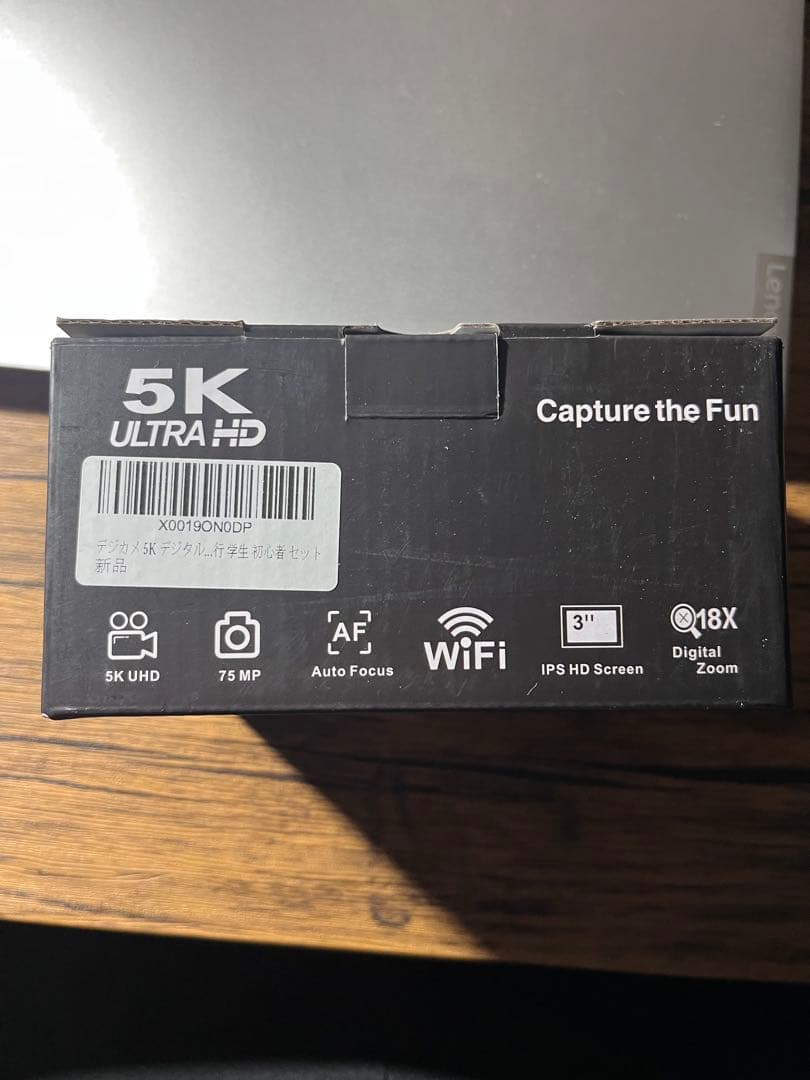 5K
ULTRA HD
Capture the Fun
X0019ON0DP
デジカメ 5K デジタル...行 学生 初心者 セット
新品
5K UHD
75 MP
AF
Auto Focus
WiFi
3''
IPS HD Screen
18X
Digital
Zoom